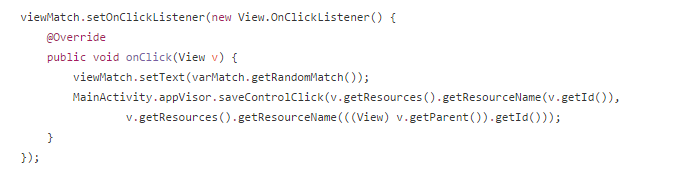 viewMatch.setOnClickListener(new View.OnClickListener() {
    @Override
    public void onClick(View v) {
        viewMatch.setText(varMatch.getRandomMatch());
        MainActivity.appVisor.saveControlClick(v.getResources().getResourceName(v.getId()),
                v.getResources().getResourceName(((View) v.getParent()).getId()));
    }
});